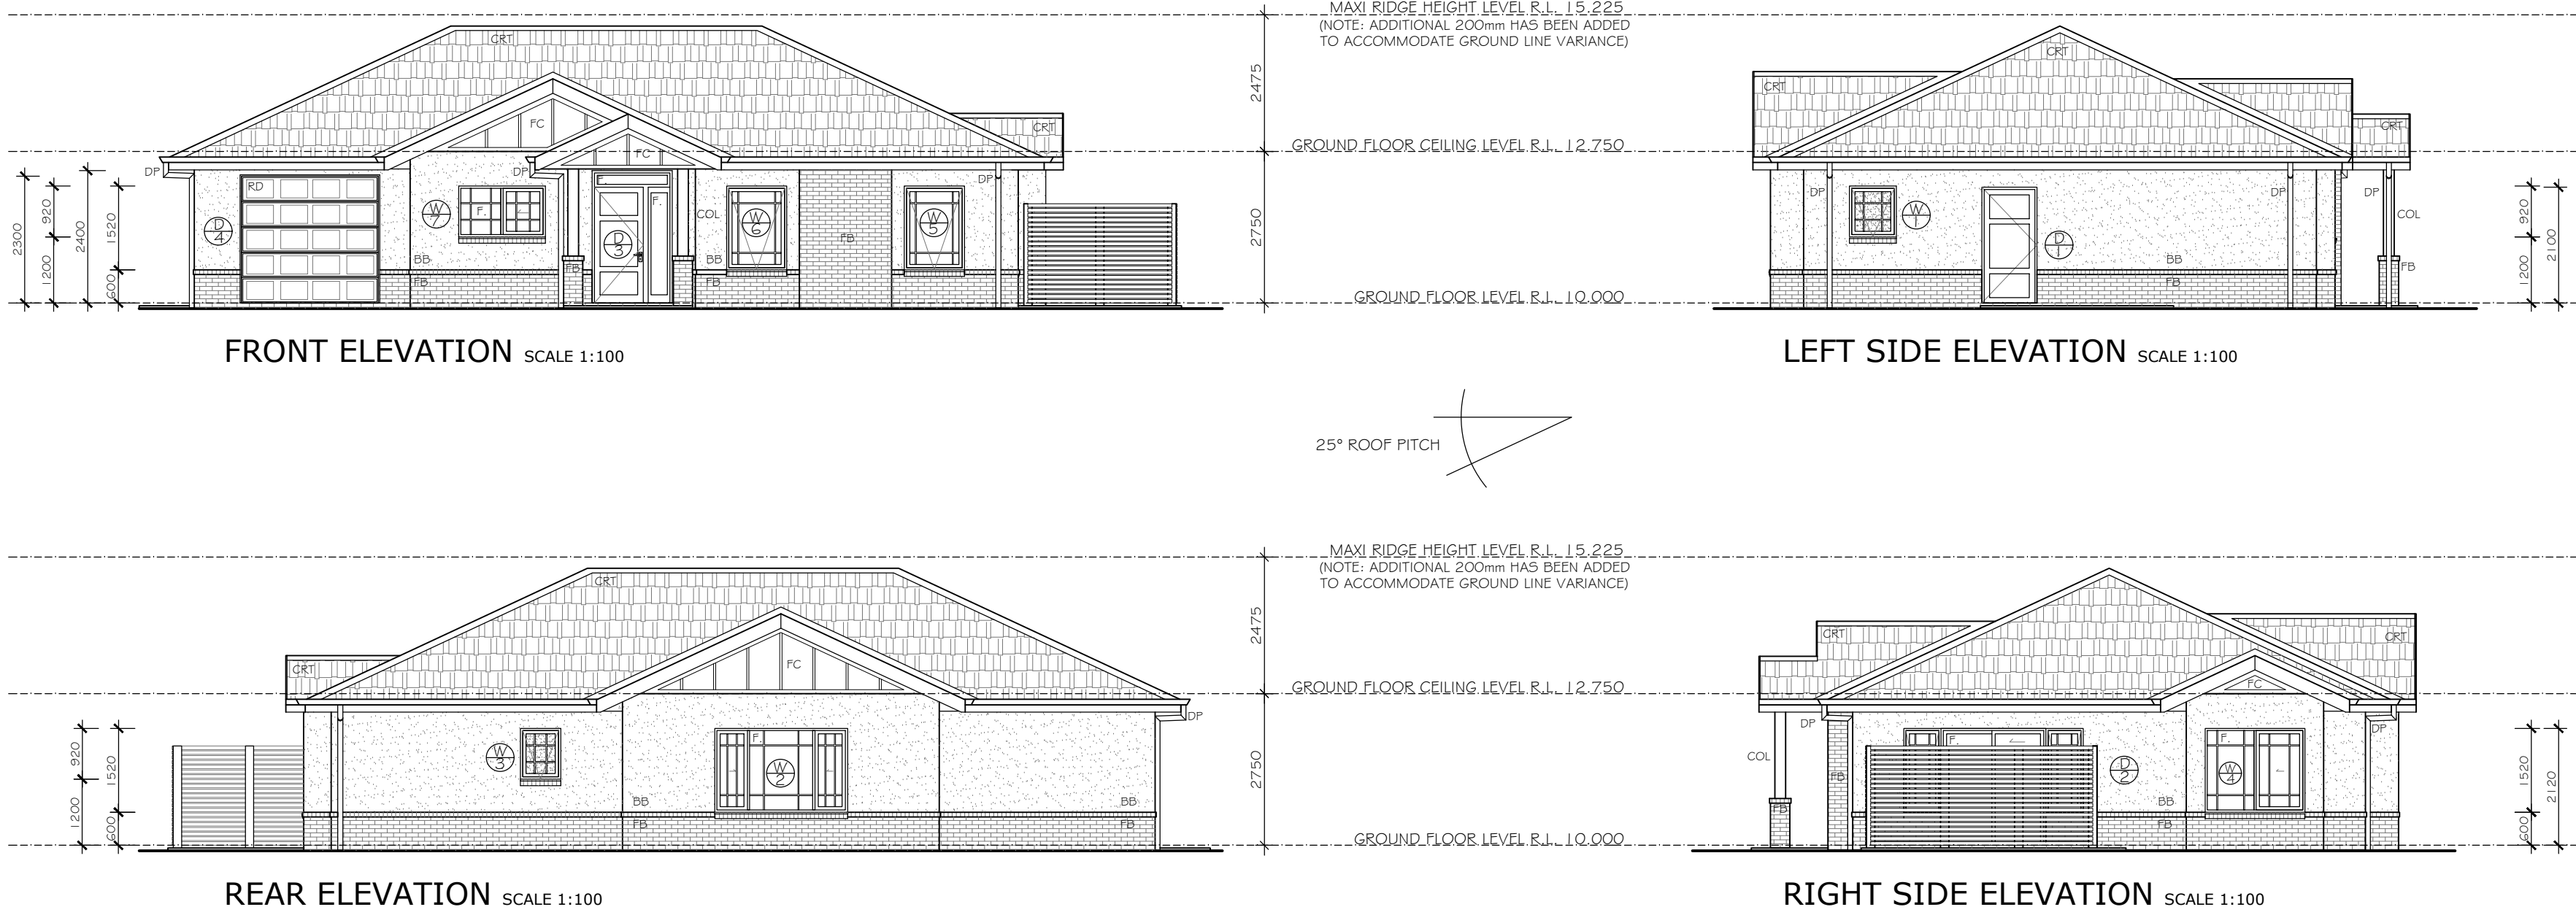 MAXI RIDGE HEIGHT LEVEL R.L. 15.225
(NOTE: ADDITIONAL 200mm HAS BEEN ADDED
TO ACCOMMODATE GROUND LINE VARIANCE)
2475
GROUND FLOOR CEILING LEVEL R.L. 12.750
2750
GROUND FLOOR LEVEL R.L. 10.000
CRT
FC
FC
CRT
DP
RD
DP
DP
F.
F.
F.
D
4
W
7
D
3
COL
W
6
W
5
FB
BB
FB
FB
BB
FB
2300
920
1200
2400
1520
600
FRONT ELEVATION SCALE 1:100
CRT
CRT
CRT
DP
DP
DP
COL
W
1
D
1
BB
FB
FB
920
1200
2100
LEFT SIDE ELEVATION SCALE 1:100
25° ROOF PITCH
MAXI RIDGE HEIGHT LEVEL R.L. 15.225
(NOTE: ADDITIONAL 200mm HAS BEEN ADDED
TO ACCOMMODATE GROUND LINE VARIANCE)
2475
GROUND FLOOR CEILING LEVEL R.L. 12.750
2750
GROUND FLOOR LEVEL R.L. 10.000
CRT
CRT
FC
DP
F.
W
3
W
2
BB
FB
BB
FB
920
1200
1520
600
REAR ELEVATION SCALE 1:100
CRT
CRT
FC
DP
DP
COL
F.
F.
FB
FB
D
2
W
4
BB
FB
1520
600
2120
RIGHT SIDE ELEVATION SCALE 1:100